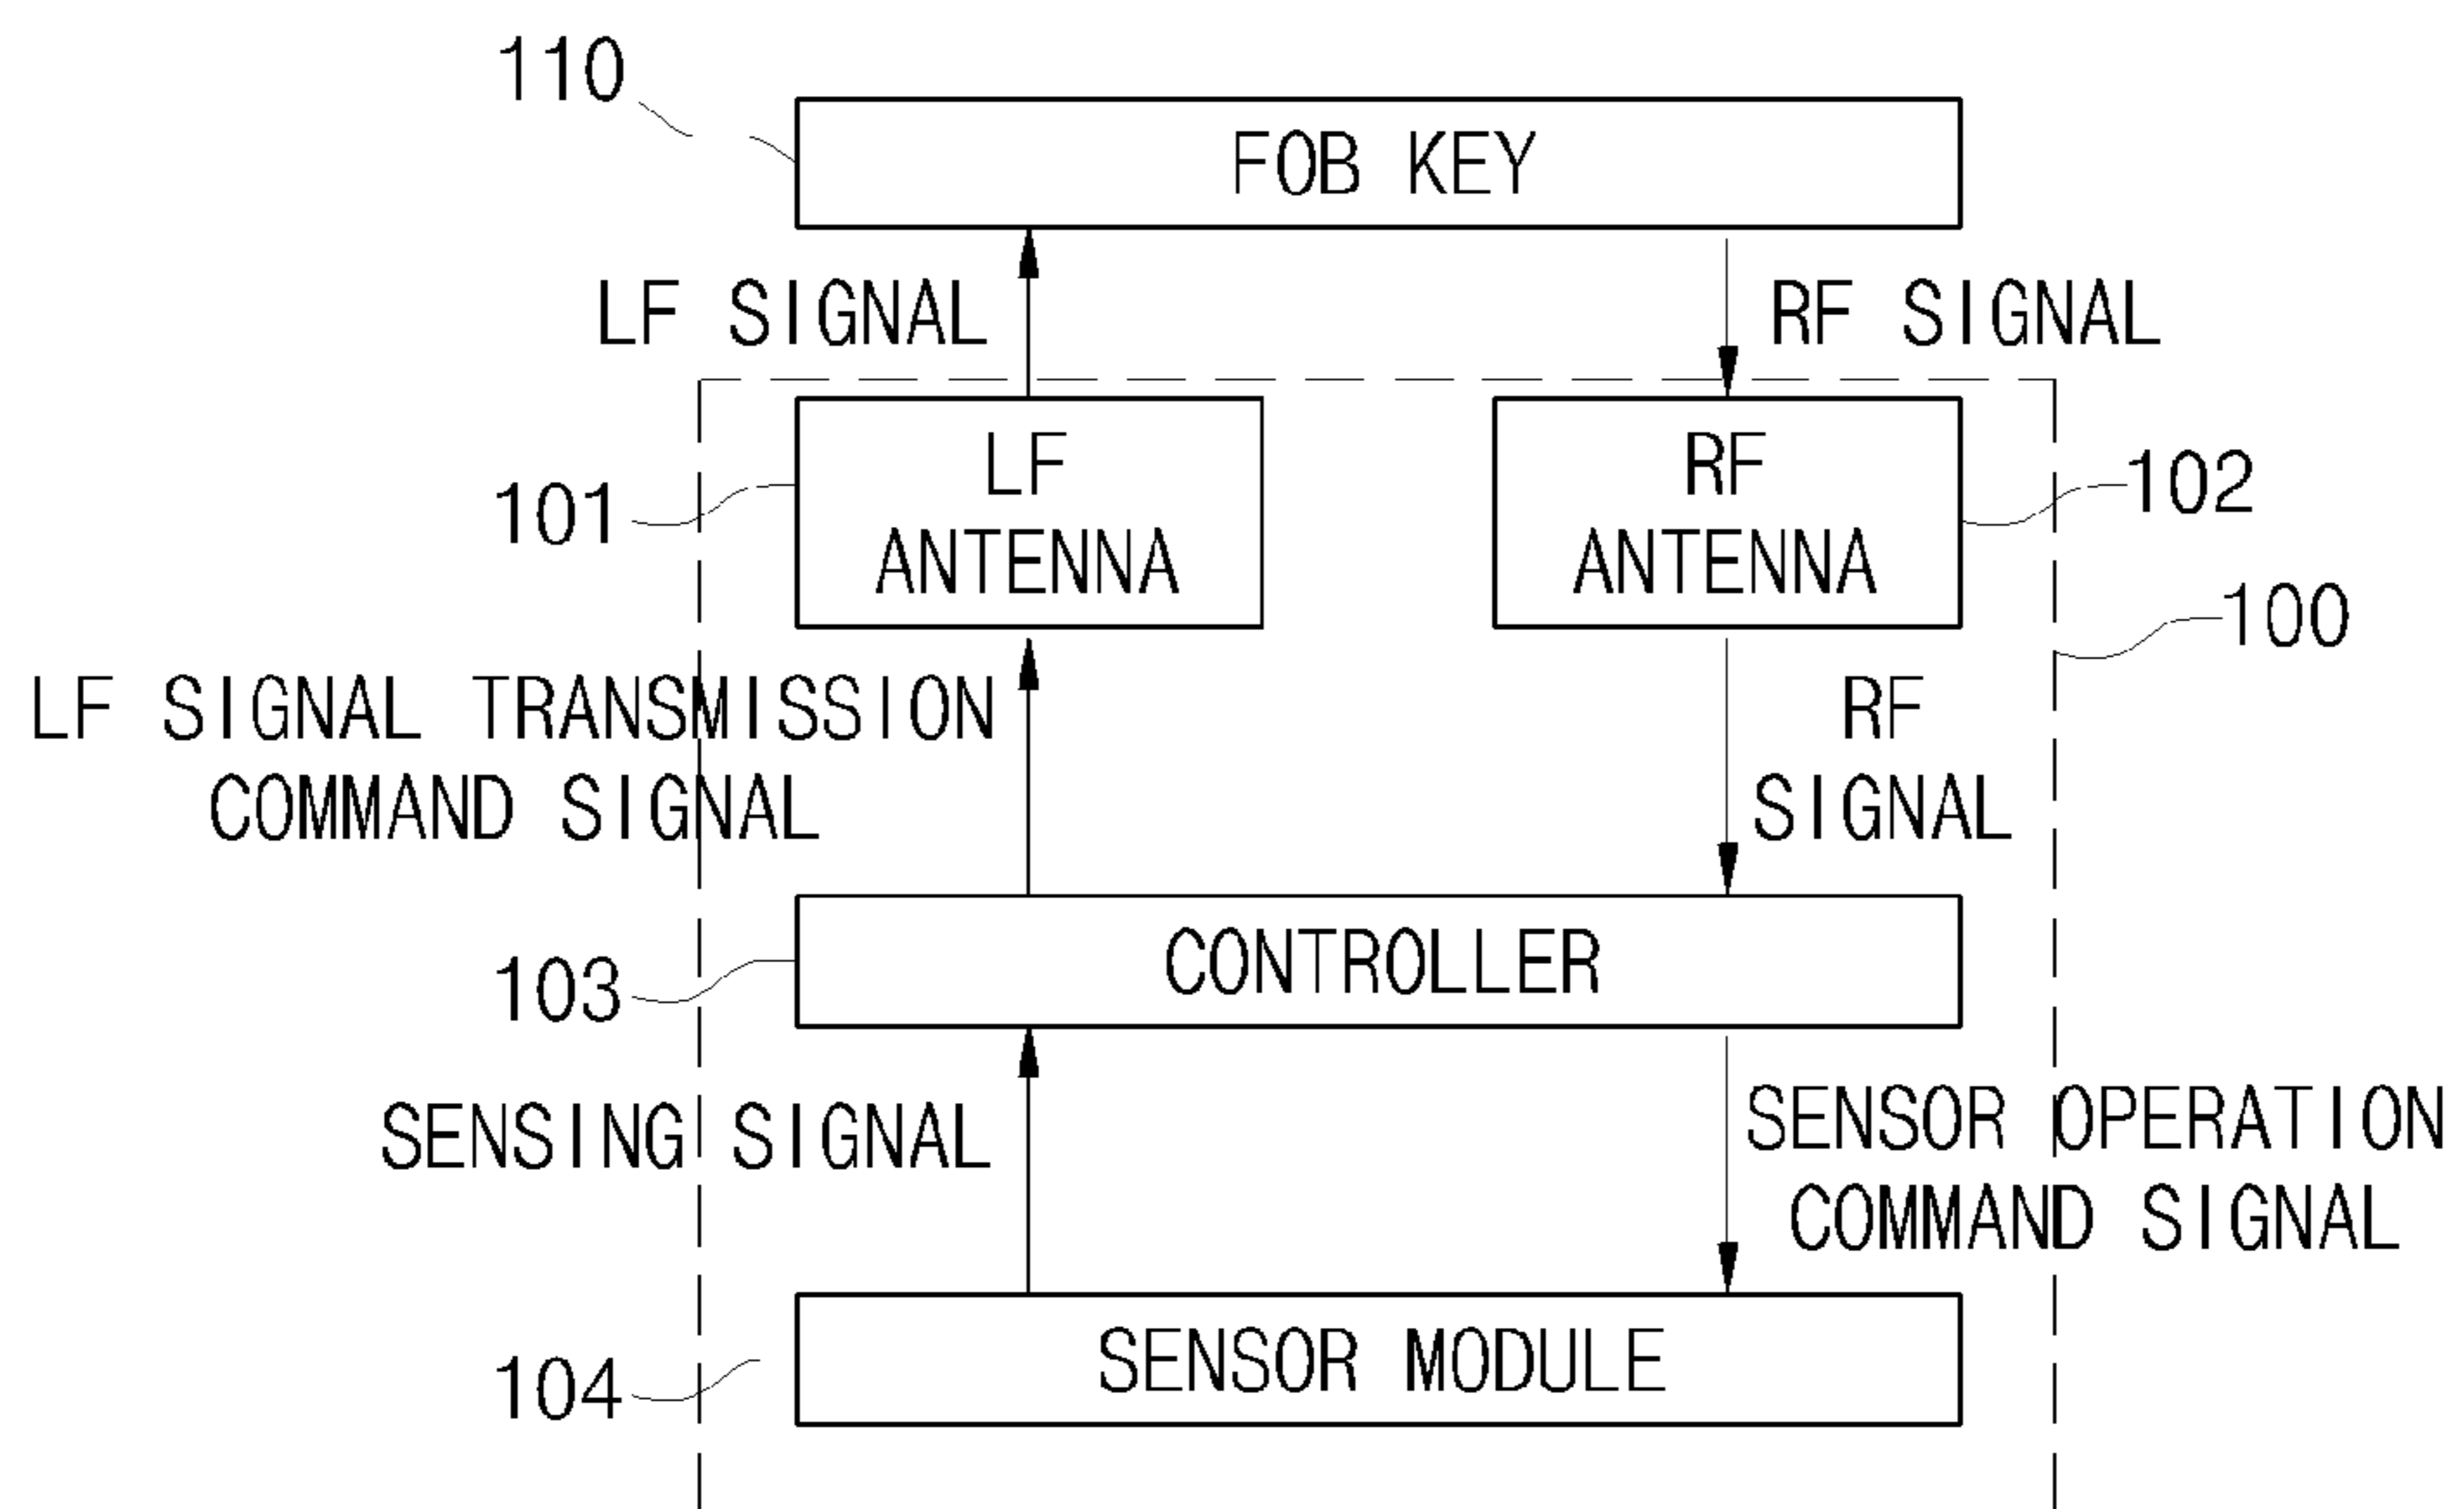 110
FOB KEY
LF SIGNAL
RF SIGNAL
LF
ANTENNA
101
RF
ANTENNA
102
100
LF SIGNAL TRANSMISSION
COMMAND SIGNAL
RF
SIGNAL
CONTROLLER
103
SENSING SIGNAL
SENSOR OPERATION
COMMAND SIGNAL
SENSOR MODULE
104